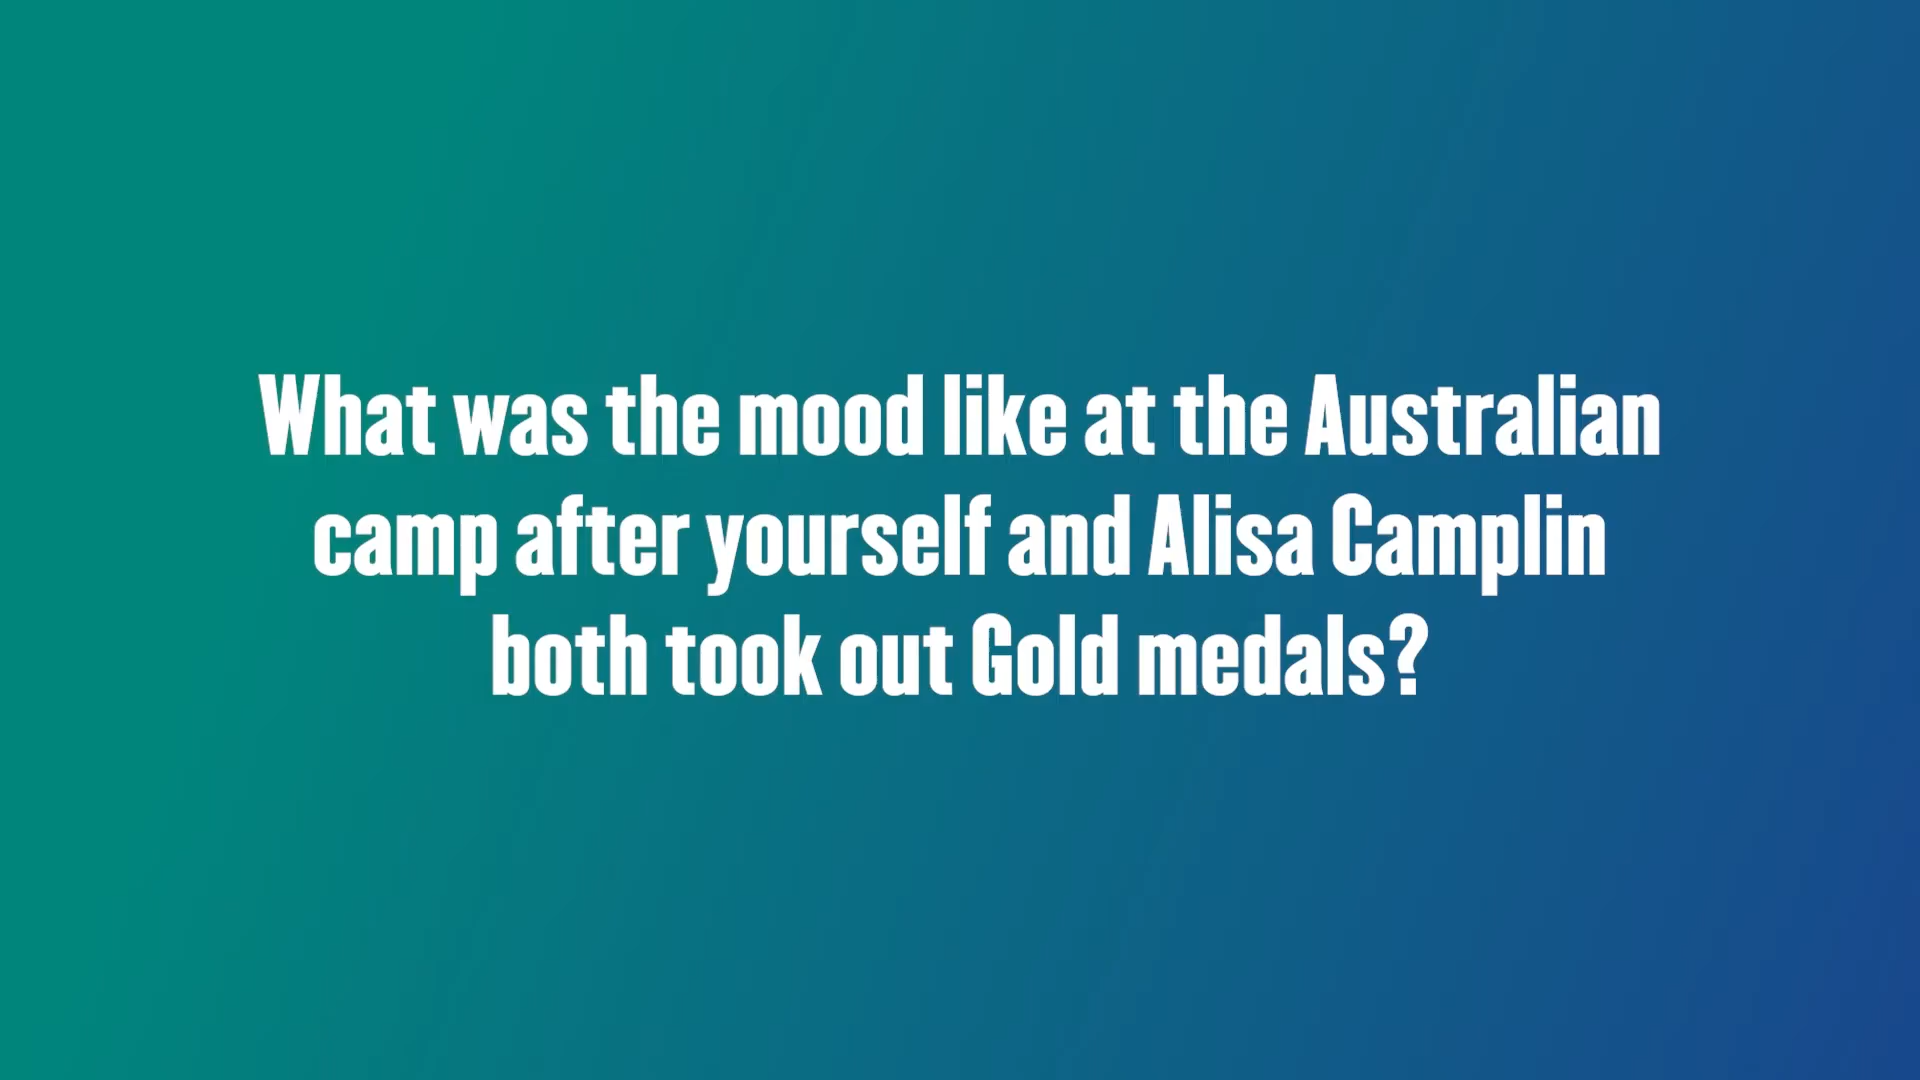 What was the mood like at the Australian
camp after yourself and Alisa Camplin
both took out Gold medals?